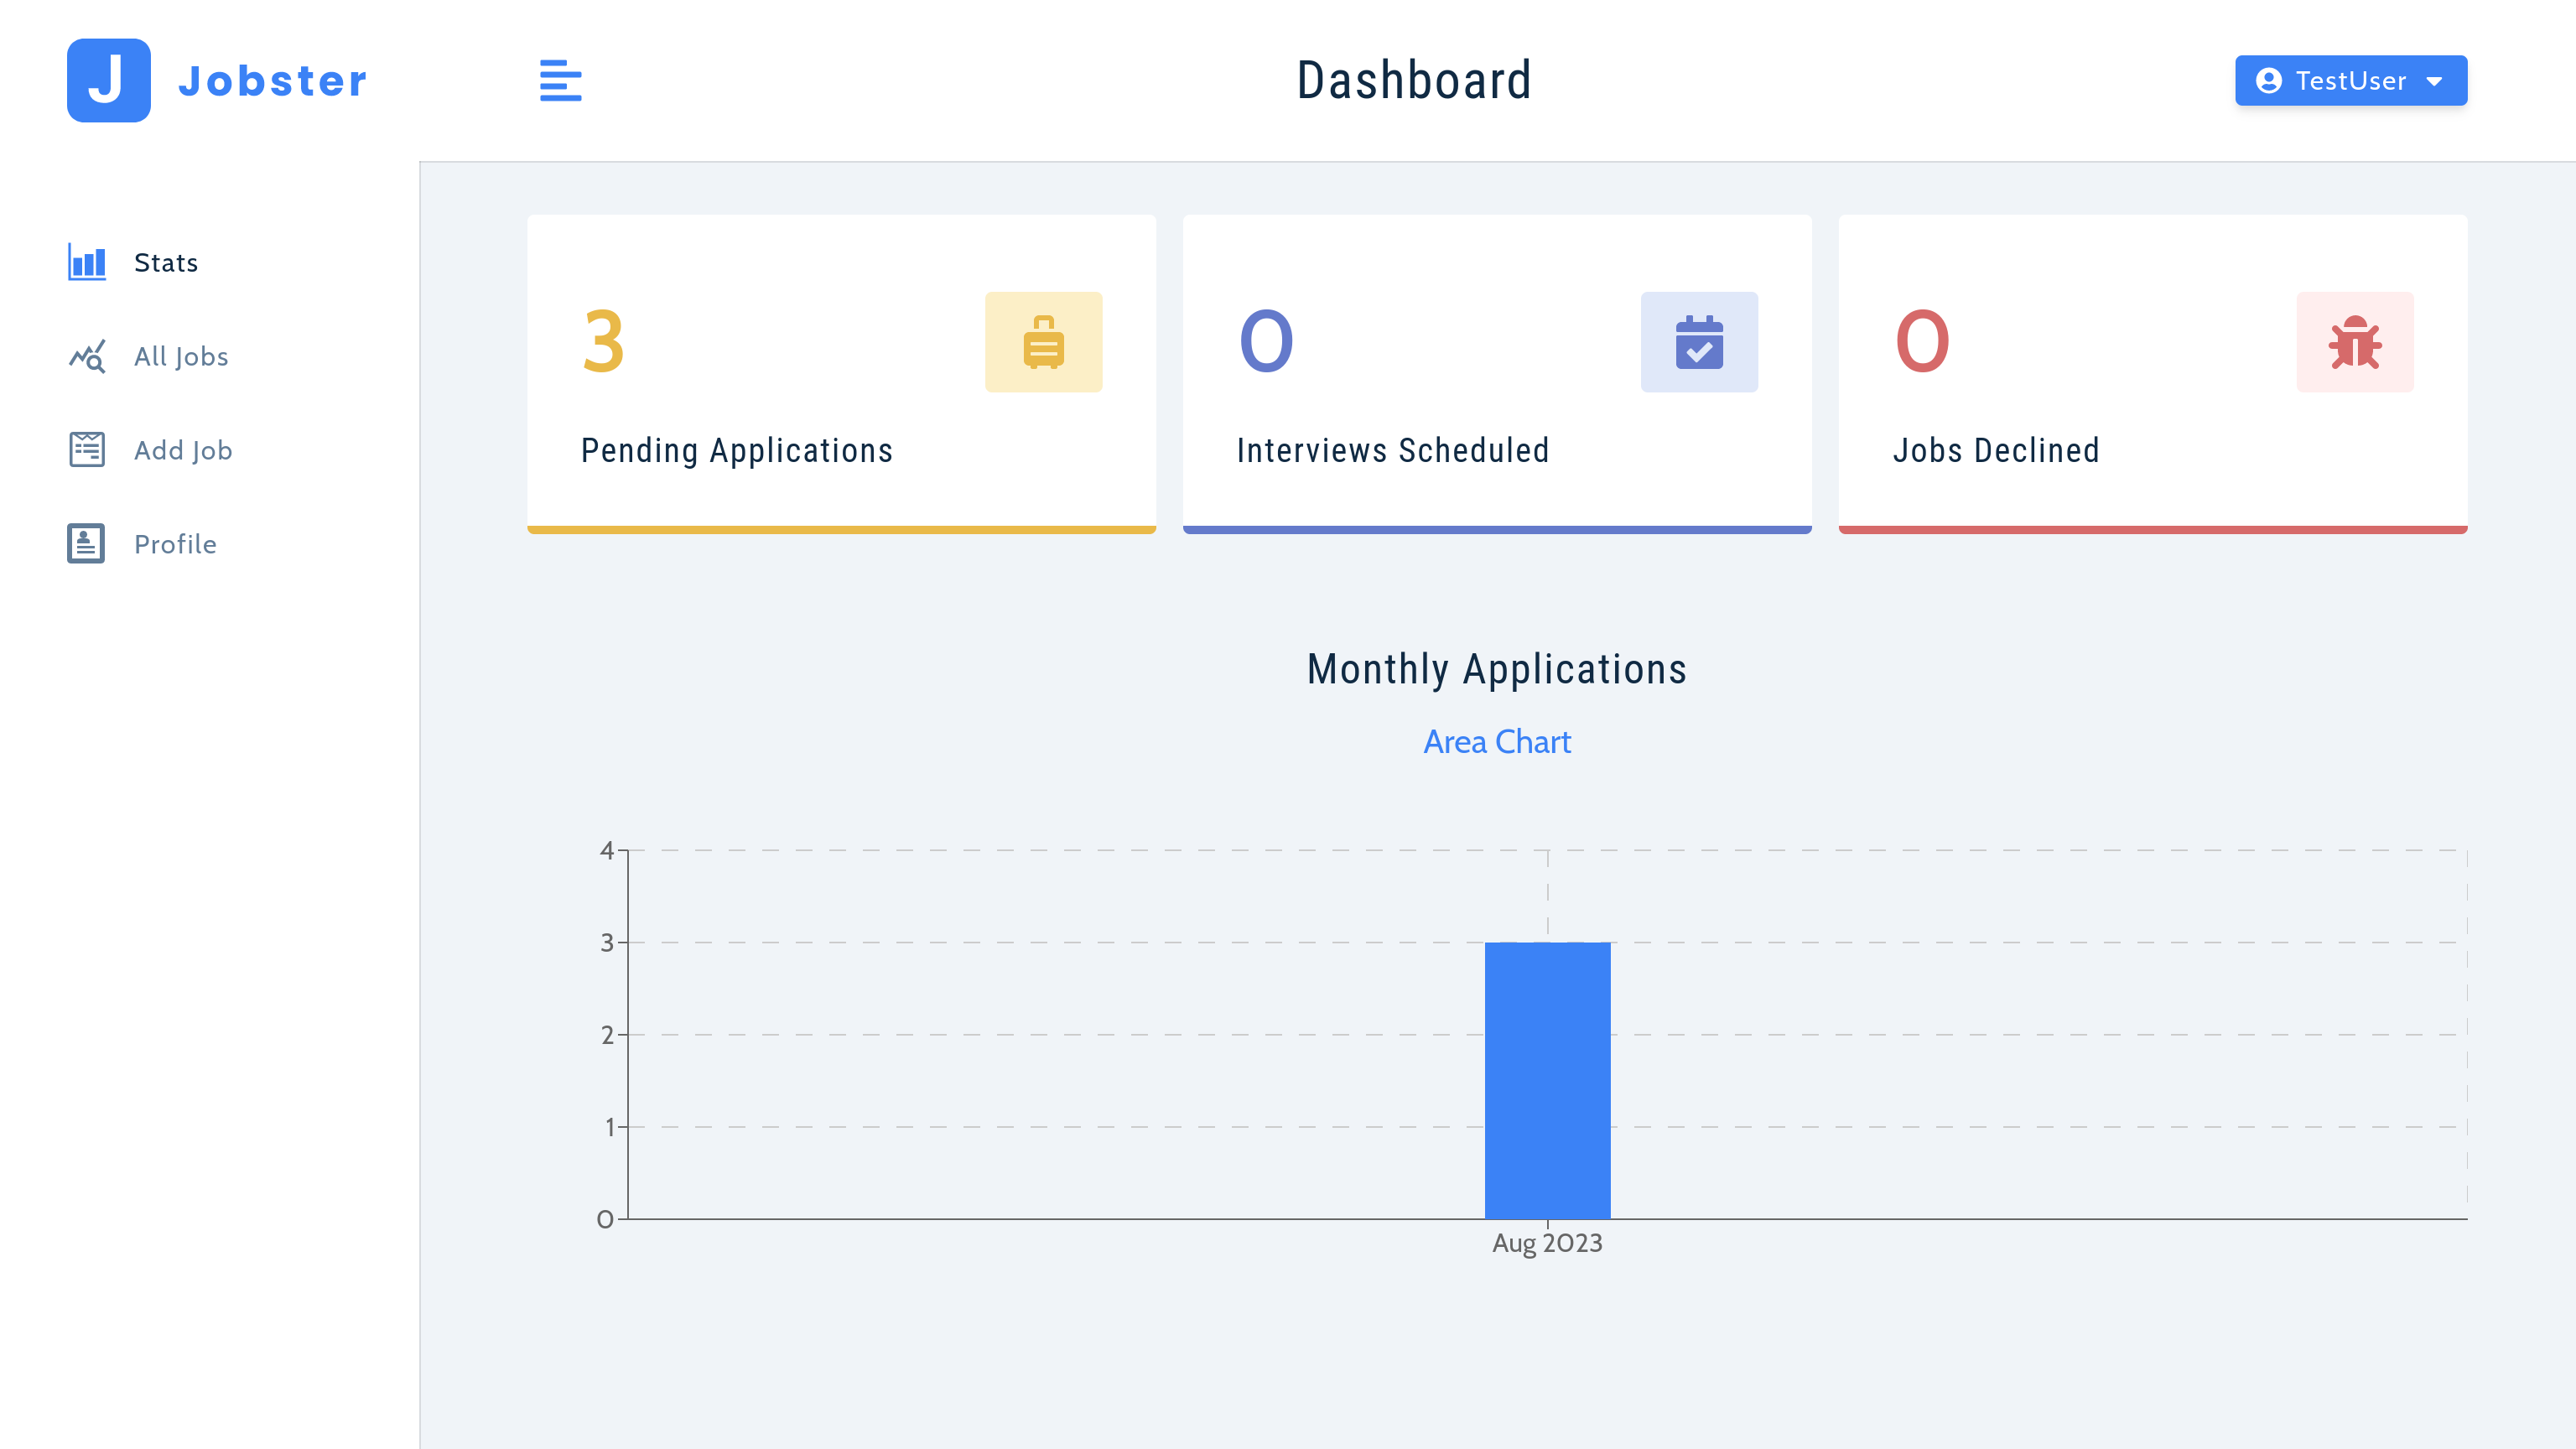 J Jobster
Dashboard
TestUser
Stats
All Jobs
Add Job
Profile
3
Pending Applications
0
Interviews Scheduled
0
Jobs Declined
Monthly Applications
Area Chart
4
3
2
1
0
Aug 2023